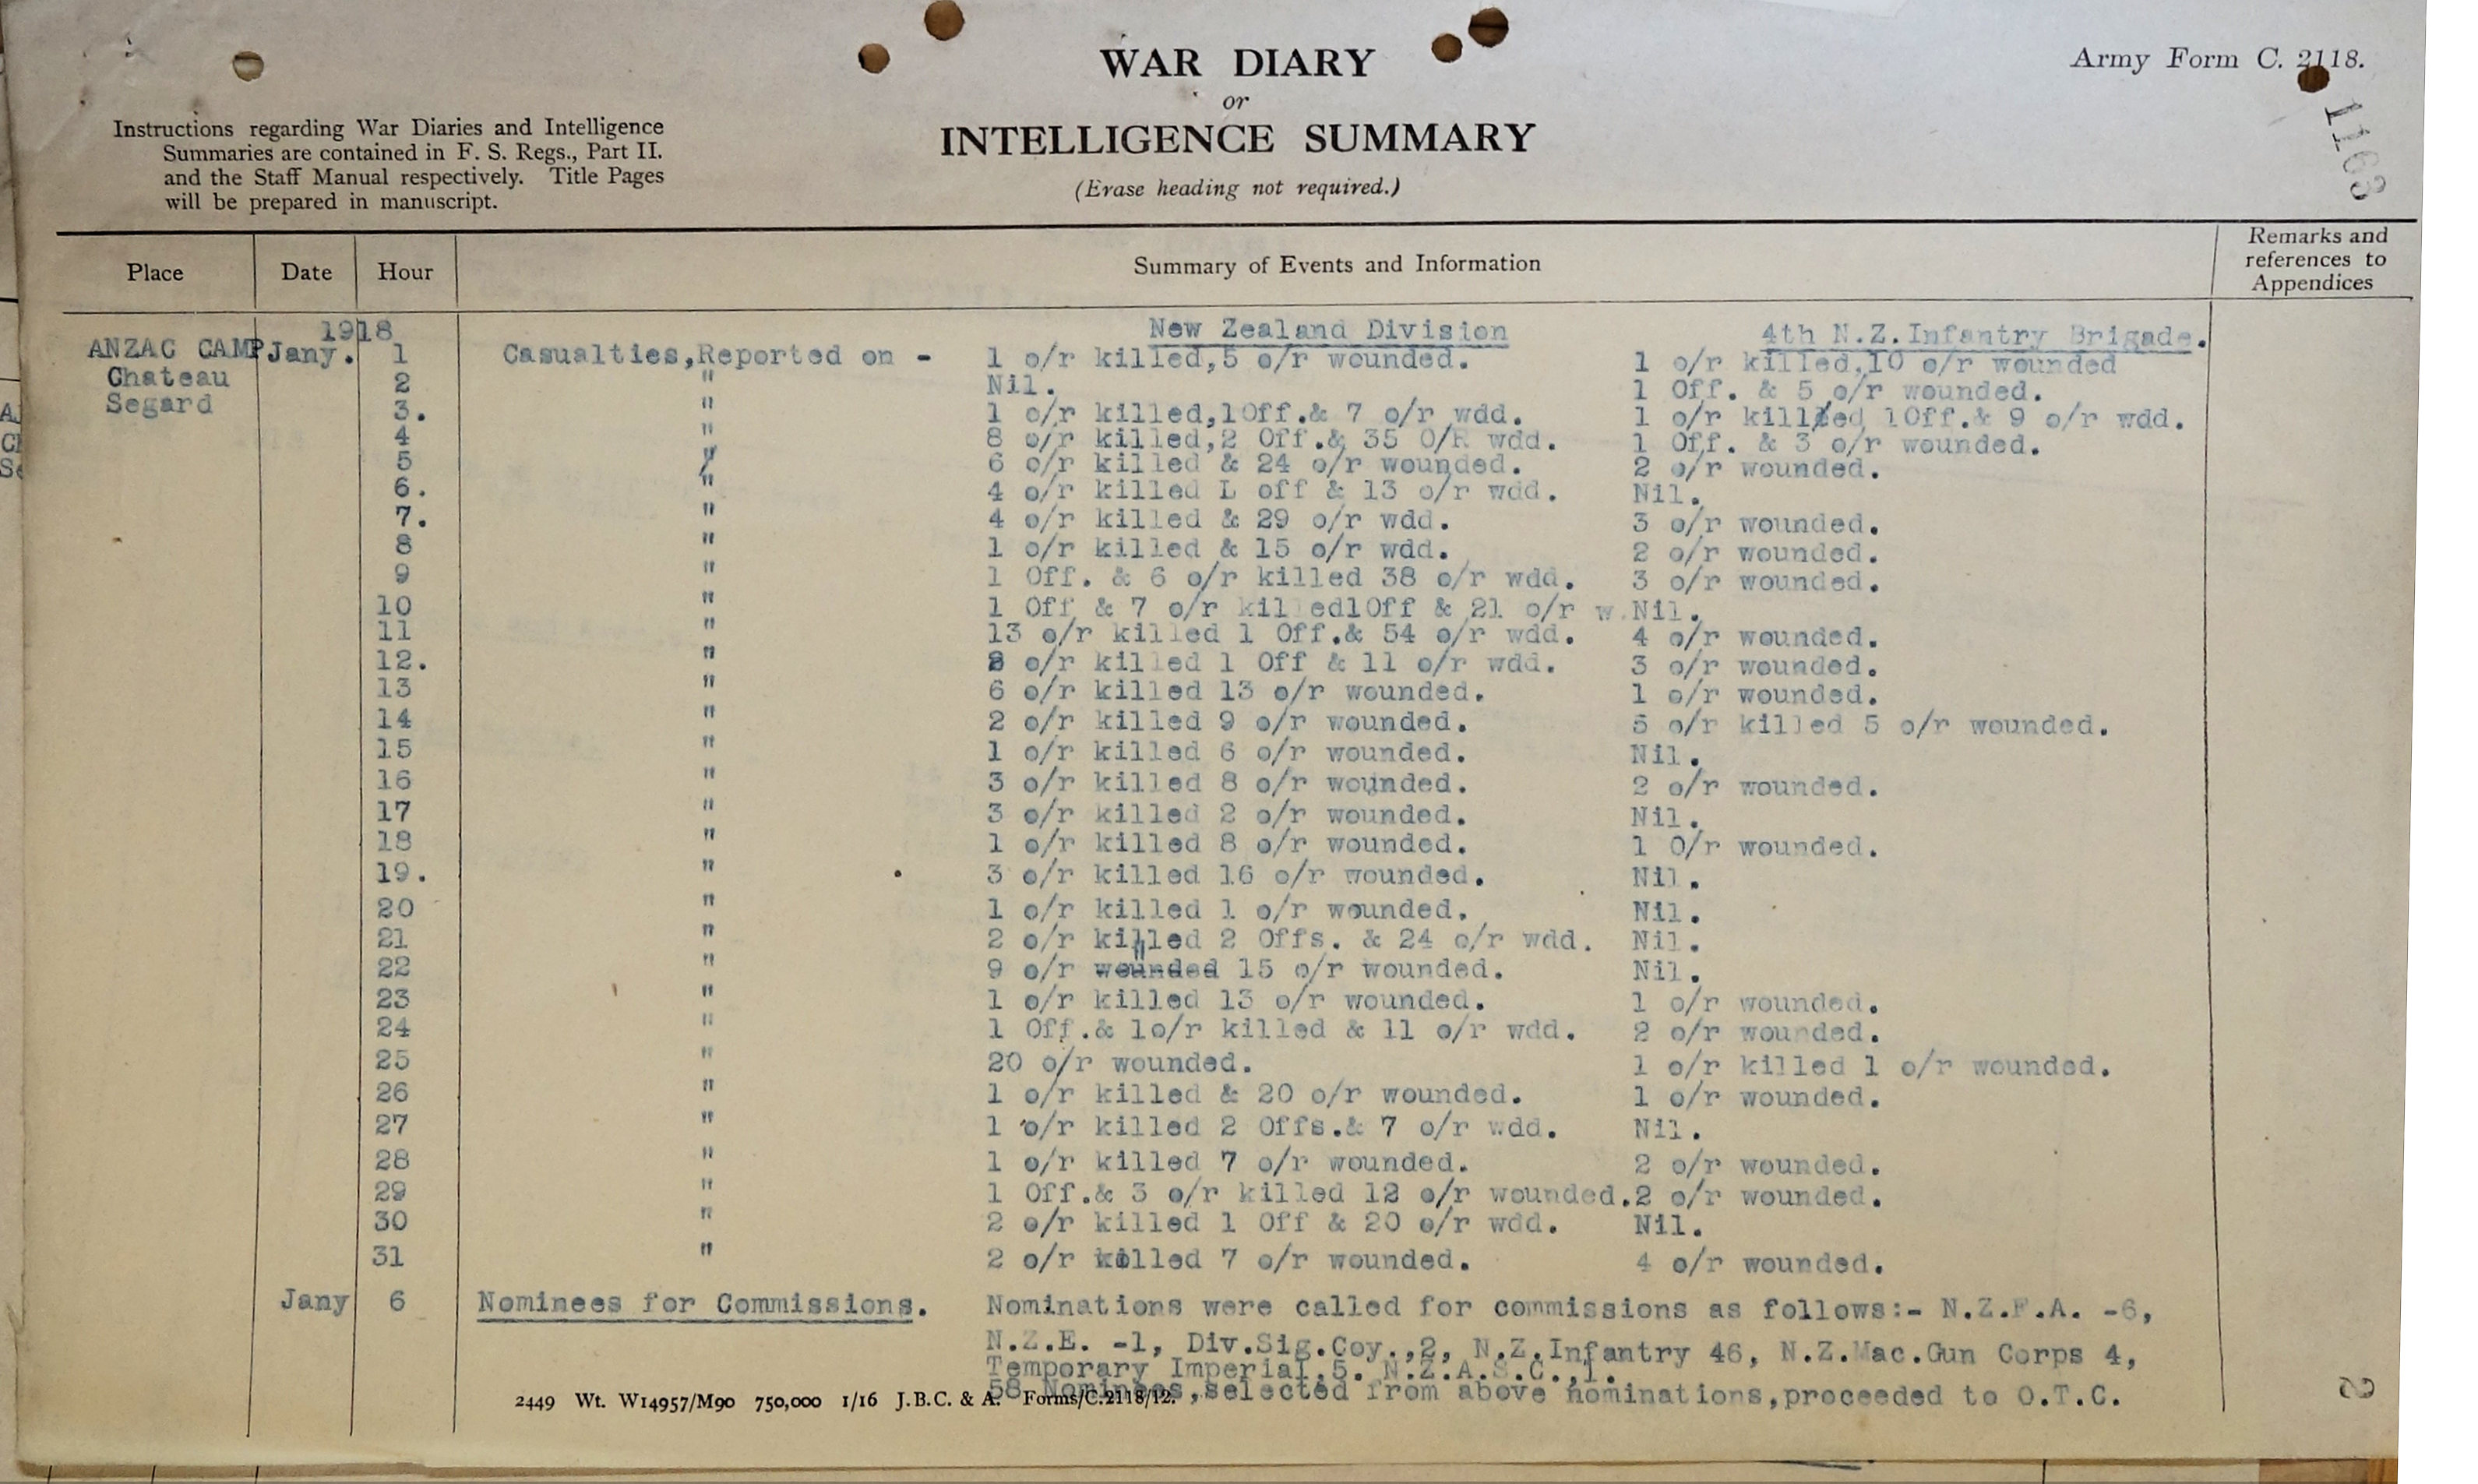 WAR DIARY
or
INTELLIGENCE SUMMARY
(Erase heading not required.)
Army Form C. 2118.
1163
Instructions regarding War Diaries and Intelligence
Summaries are contained in F. S. Regs., Part II.
and the Staff Manual respectively. Title Pages
will be prepared in manuscript.
Place Date Hour Summary of Events and Information Remarks and
references to
Appendices
1918 New Zealand Division 4th N.Z.Infantry Brigade.
ANZAC CAMP Jany. 1 Casualties,Reported on - 1 o/r killed,5 o/r wounded. 1 o/r killed,10 o/r wounded
Chateau 2 " Nil. 1 Off. & 5 o/r wounded.
Segard 3. " 1 o/r killed,1Off.& 7 o/r wdd. 1 o/r killed 1Off.& 9 o/r wdd.
4 " 8 o/r killed,2 Off.& 35 O/R wdd. 1 Off. & 3 o/r wounded.
5 " 6 o/r killed & 24 o/r wounded. 2 o/r wounded.
6. " 4 o/r killed L off & 13 o/r wdd. Nil.
7. " 4 o/r killed & 29 o/r wdd. 3 o/r wounded.
8 " 1 o/r killed & 15 o/r wdd. 2 o/r wounded.
9 " 1 Off. & 6 o/r killed 38 o/r wdd. 3 o/r wounded.
10 " 1 Off & 7 o/r killed1Off & 21 o/r w. Nil.
11 " 13 o/r killed 1 Off.& 54 o/r wdd. 4 o/r wounded.
12. " o/r killed 1 Off & 11 o/r wdd. 3 o/r wounded.
13 " 6 o/r killed 13 o/r wounded. 1 o/r wounded.
14 " 2 o/r killed 9 o/r wounded. 5 o/r killed 5 o/r wounded.
15 " 1 o/r killed 6 o/r wounded. Nil.
16 " 3 o/r killed 8 o/r wounded. 2 o/r wounded.
17 " 3 o/r killed 2 o/r wounded. Nil.
18 " 1 o/r killed 8 o/r wounded. 1 O/r wounded.
19. " 3 o/r killed 16 o/r wounded. Nil.
20 " 1 o/r killed 1 o/r wounded. Nil.
21 " 2 o/r killed 2 Offs. & 24 o/r wdd. Nil.
22 " 9 o/r wounded " 15 o/r wounded. Nil.
23 " 1 o/r killed 13 o/r wounded. 1 o/r wounded.
24 " 1 Off.& 1o/r killed & 11 o/r wdd. 2 o/r wounded.
25 " 20 o/r wounded. 1 o/r killed 1 o/r wounded.
26 " 1 o/r killed & 20 o/r wounded. 1 o/r wounded.
27 " 1 o/r killed 2 Offs.& 7 o/r wdd. Nil.
28 " 1 o/r killed 7 o/r wounded. 2 o/r wounded.
29 " 1 Off.& 3 o/r killed 12 o/r wounded. 2 o/r wounded.
30 " 2 o/r killed 1 Off & 20 o/r wdd. Nil.
31 " 2 o/r killed 7 o/r wounded. 4 o/r wounded.
Jany 6 Nominees for Commissions. Nominations were called for commissions as follows:- N.Z.F.A. -6,
N.Z.E. -1, Div.Sig.Coy.,2, N.Z.Infantry 46, N.Z.Mac.Gun Corps 4,
Temporary Imperial,5. N.Z.A.S.C.,1.
58 Nominees,selected from above nominations,proceeded to O.T.C.
2449 Wt. W14957/M90 750,000 1/16 J.B.C. & A. Forms/C.2118/12.